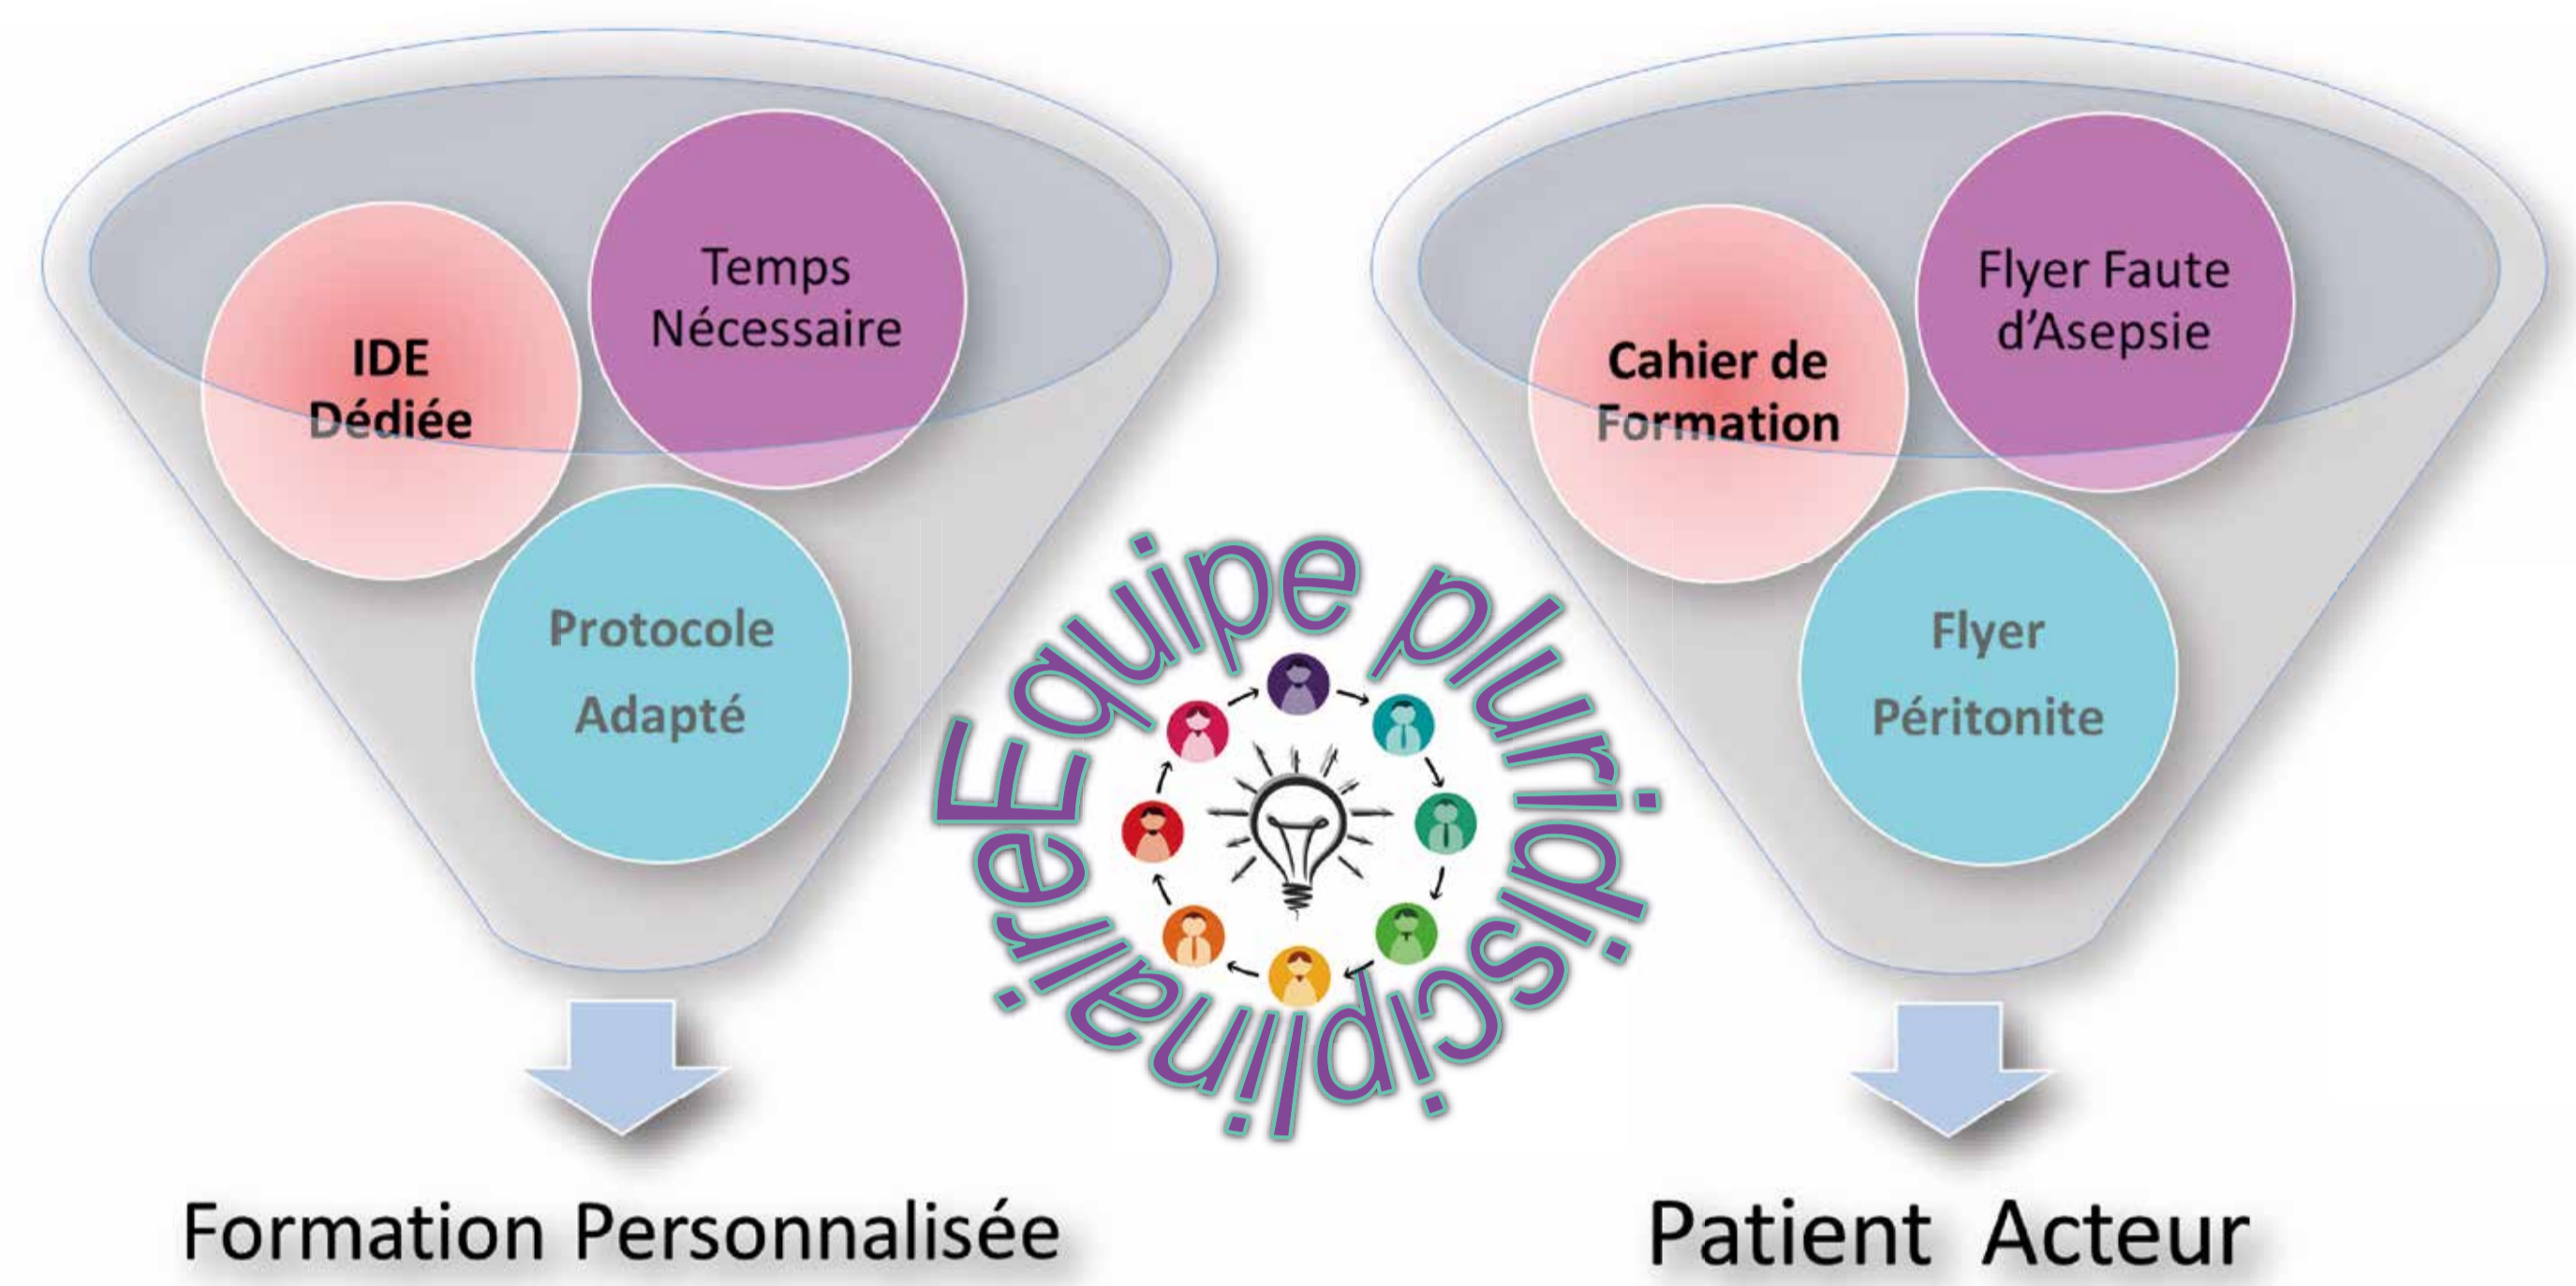 IDE
Dédiée
Temps
Nécessaire
Protocole
Adapté
Formation Personnalisée
Equipe pluridisciplinaire
Cahier de
Formation
Flyer Faute
d'Asepsie
Flyer
Péritonite
Patient Acteur